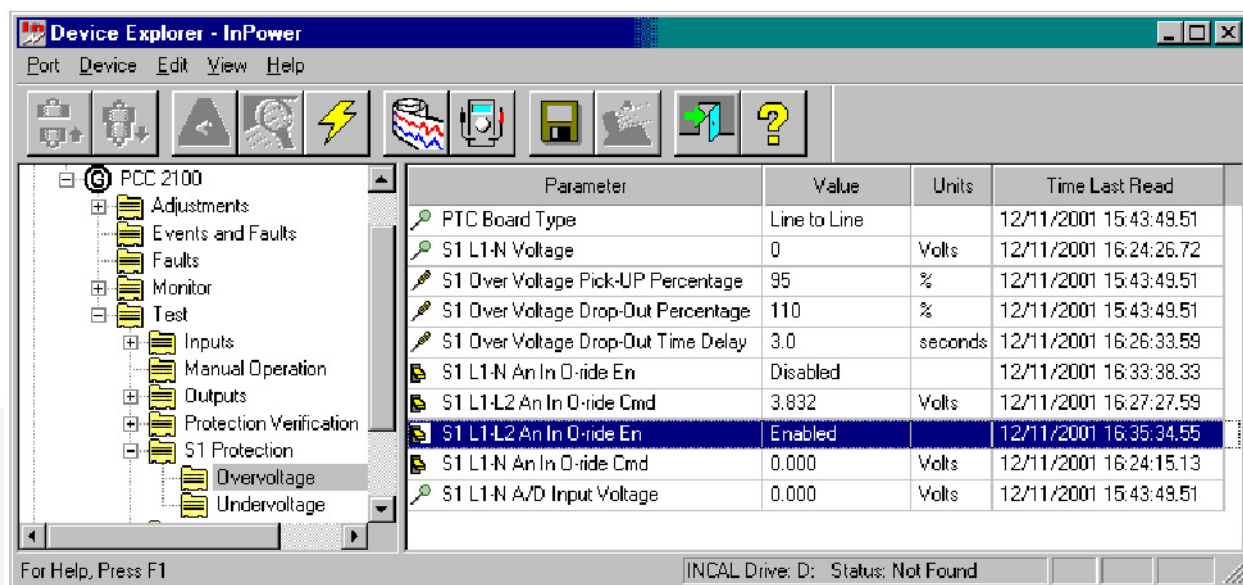 Device Explorer - InPower
Port Device Edit View Help
PCC 2100
Adjustments
Events and Faults
Faults
Monitor
Test
Inputs
Manual Operation
Outputs
Protection Verification
S1 Protection
Overvoltage
Undervoltage
Parameter Value Units Time Last Read
PTC Board Type Line to Line 12/11/2001 15:43:49.51
S1 L1-N Voltage 0 Volts 12/11/2001 16:24:26.72
S1 Over Voltage Pick-UP Percentage 95 % 12/11/2001 15:43:49.51
S1 Over Voltage Drop-Out Percentage 110 % 12/11/2001 15:43:49.51
S1 Over Voltage Drop-Out Time Delay 3.0 seconds 12/11/2001 16:26:33.59
S1 L1-N An In O-ride En Disabled 12/11/2001 16:33:38.33
S1 L1-L2 An In O-ride Cmd 3.832 Volts 12/11/2001 16:27:27.59
S1 L1-L2 An In O-ride En Enabled 12/11/2001 16:35:34.55
S1 L1-N An In O-ride Cmd 0.000 Volts 12/11/2001 16:24:15.13
S1 L1-N A/D Input Voltage 0.000 Volts 12/11/2001 15:43:49.51
For Help, Press F1 INCAL Drive: D: Status: Not Found